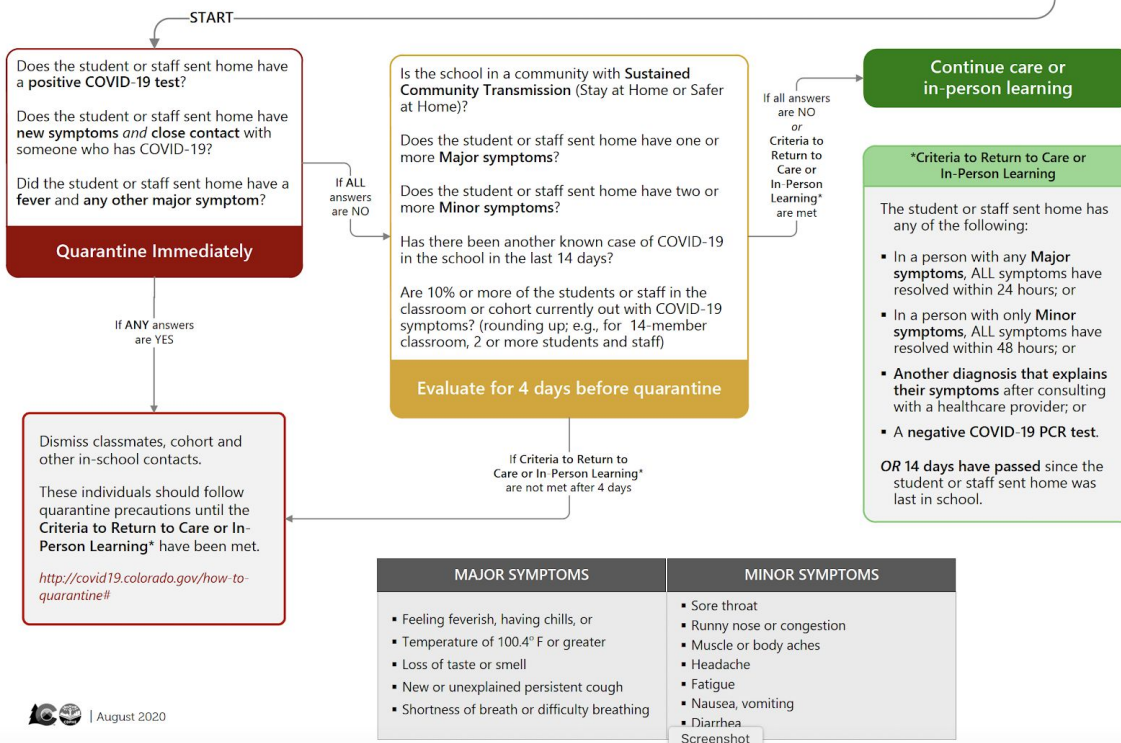 START
Does the student or staff sent home have
a positive COVID-19 test?
Does the student or staff sent home have
new symptoms and close contact with
someone who has COVID-19?
Did the student or staff sent home have a
fever and any other major symptom?
Quarantine Immediately
If ALL
answers
are NO
If ANY answers
are YES
Dismiss classmates, cohort and
other in-school contacts.
These individuals should follow
quarantine precautions until the
Criteria to Return to Care or In-
Person Learning* have been met.
http://covid19.colorado.gov/how-to-
quarantine#
Is the school in a community with Sustained
Community Transmission (Stay at Home or Safer
at Home)?
Does the student or staff sent home have one or
more Major symptoms?
Does the student or staff sent home have two or
more Minor symptoms?
Has there been another known case of COVID-19
in the school in the last 14 days?
Are 10% or more of the students or staff in the
classroom or cohort currently out with COVID-19
symptoms? (rounding up; e.g., for 14-member
classroom, 2 or more students and staff)
Evaluate for 4 days before quarantine
If Criteria to Return to
Care or In-Person Learning*
are not met after 4 days
If all answers
are NO
or
Criteria to
Return to
Care or
In-Person
Learning*
are met
Continue care or
in-person learning
*Criteria to Return to Care or
In-Person Learning
The student or staff sent home has
any of the following:
▪ In a person with any Major
symptoms, ALL symptoms have
resolved within 24 hours; or
▪ In a person with only Minor
symptoms, ALL symptoms have
resolved within 48 hours; or
▪ Another diagnosis that explains
their symptoms after consulting
with a healthcare provider; or
▪ A negative COVID-19 PCR test.
OR 14 days have passed since the
student or staff sent home was
last in school.
MAJOR SYMPTOMS
▪ Feeling feverish, having chills, or
▪ Temperature of 100.4° F or greater
▪ Loss of taste or smell
▪ New or unexplained persistent cough
▪ Shortness of breath or difficulty breathing
MINOR SYMPTOMS
▪ Sore throat
▪ Runny nose or congestion
▪ Muscle or body aches
▪ Headache
▪ Fatigue
▪ Nausea, vomiting
▪ Diarrhea
Screenshot
| August 2020